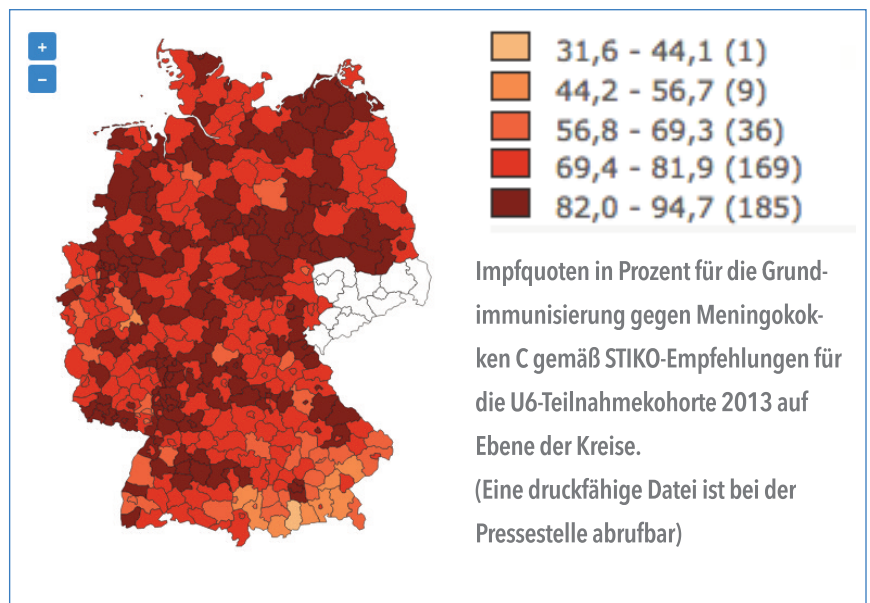 +
−
31,6 - 44,1 (1)
44,2 - 56,7 (9)
56,8 - 69,3 (36)
69,4 - 81,9 (169)
82,0 - 94,7 (185)
Impfquoten in Prozent für die Grund-
immunisierung gegen Meningokok-
ken C gemäß STIKO-Empfehlungen für
die U6-Teilnahmekohorte 2013 auf
Ebene der Kreise.
(Eine druckfähige Datei ist bei der
Pressestelle abrufbar)